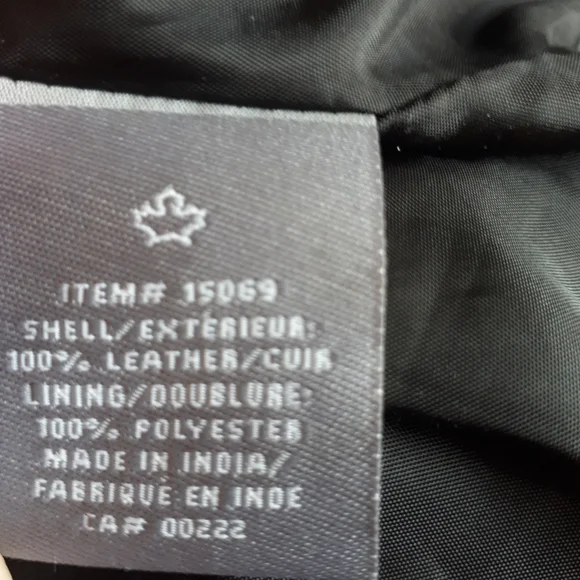 ITEM# 15069
SHELL/EXTÉRIEUR:
100% LEATHER/CUIR
LINING/DOUBLURE:
100% POLYESTER
MADE IN INDIA/
FABRIQUÉ EN INDE
CA# 00222